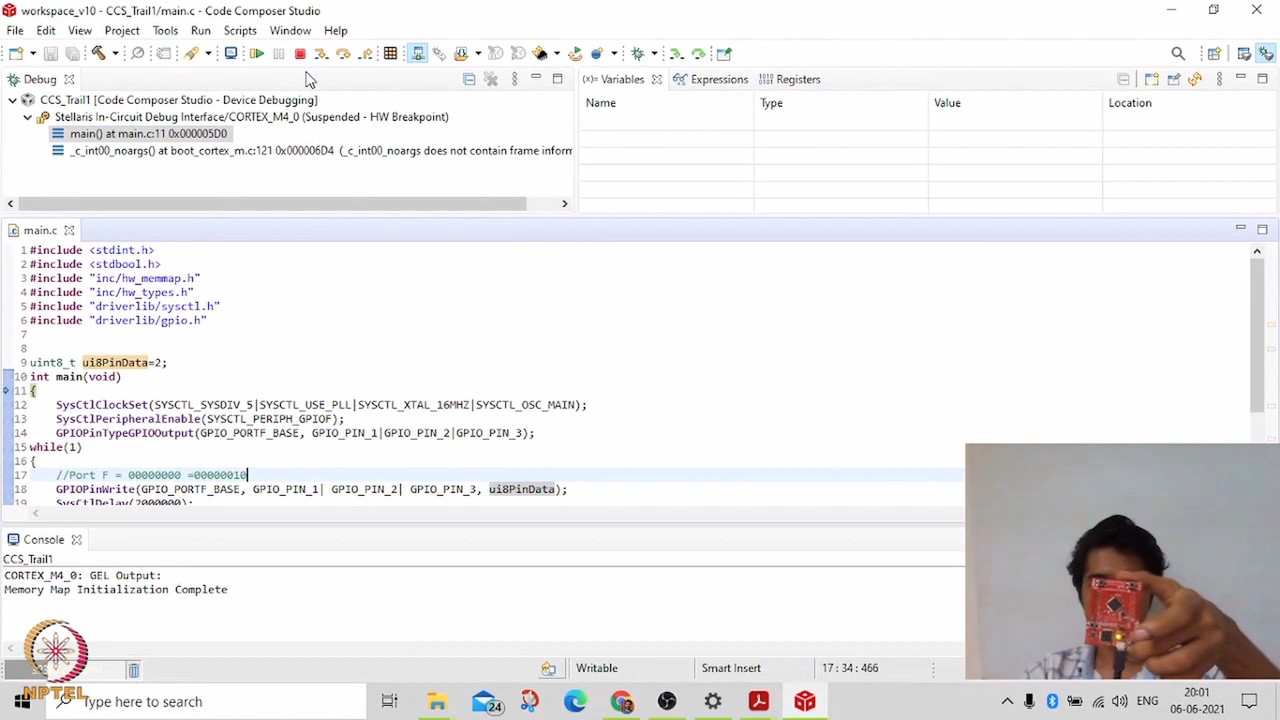 workspace_v10 - CCS_Trail1/main.c - Code Composer Studio
File Edit View Project Tools Run Scripts Window Help
Debug
(x)= Variables Expressions Registers
CCS_Trail1 [Code Composer Studio - Device Debugging]
Name Type Value Location
Stellaris In-Circuit Debug Interface/CORTEX_M4_0 (Suspended - HW Breakpoint)
main() at main.c:11 0x000005D0
_c_int00_noargs() at boot_cortex_m.c:121 0x000006D4 (_c_int00_noargs does not contain frame inform
main.c
1 #include <stdint.h>
2 #include <stdbool.h>
3 #include "inc/hw_memmap.h"
4 #include "inc/hw_types.h"
5 #include "driverlib/sysctl.h"
6 #include "driverlib/gpio.h"
7
8
9 uint8_t ui8PinData=2;
10 int main(void)
11 {
12 SysCtlClockSet(SYSCTL_SYSDIV_5|SYSCTL_USE_PLL|SYSCTL_XTAL_16MHZ|SYSCTL_OSC_MAIN);
13 SysCtlPeripheralEnable(SYSCTL_PERIPH_GPIOF);
14 GPIOPinTypeGPIOOutput(GPIO_PORTF_BASE, GPIO_PIN_1|GPIO_PIN_2|GPIO_PIN_3);
15 while(1)
16 {
17 //Port F = 00000000 =00000010
18 GPIOPinWrite(GPIO_PORTF_BASE, GPIO_PIN_1| GPIO_PIN_2| GPIO_PIN_3, ui8PinData);
19 SysCtlDelay(2000000);
Console
CCS_Trail1
CORTEX_M4_0: GEL Output:
Memory Map Initialization Complete
Writable Smart Insert 17:34:466
NPTEL
Type here to search
24
ENG
20:01
06-06-2021